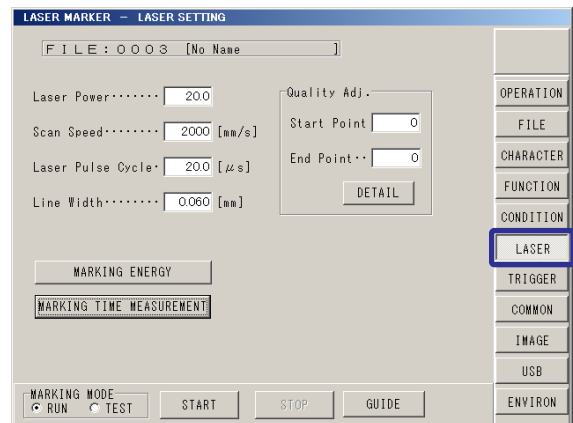 LASER MARKER － LASER SETTING
ＦＩＬＥ：０００３ [No Name ]
Laser Power······· 20.0
Scan Speed········ 2000 [mm/s]
Laser Pulse Cycle· 20.0 [μs]
Line Width········ 0.060 [mm]
Quality Adj.
Start Point 0
End Point·· 0
DETAIL
MARKING ENERGY
MARKING TIME MEASUREMENT
MARKING MODE
RUN TEST
START
STOP
GUIDE
OPERATION
FILE
CHARACTER
FUNCTION
CONDITION
LASER
TRIGGER
COMMON
IMAGE
USB
ENVIRON